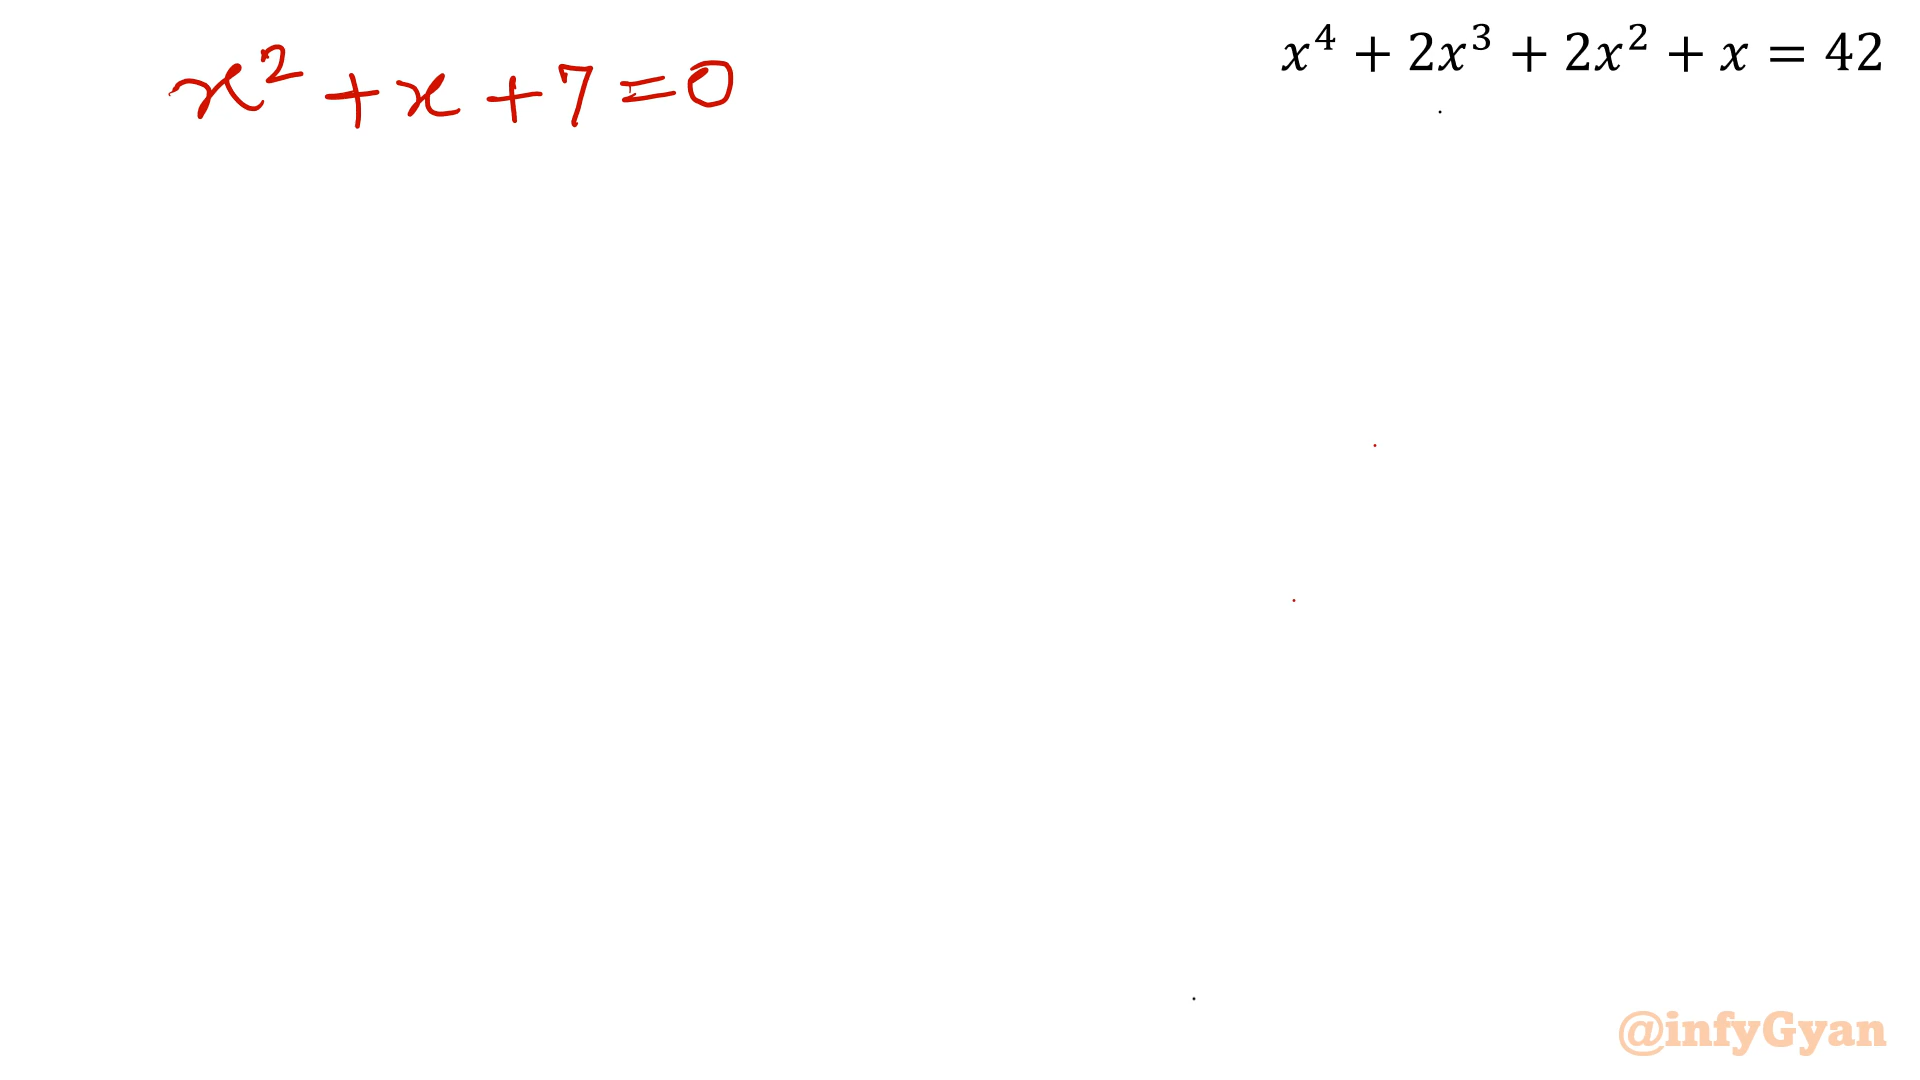 x² + x + 7 = 0
x⁴ + 2x³ + 2x² + x = 42
@infyGyan